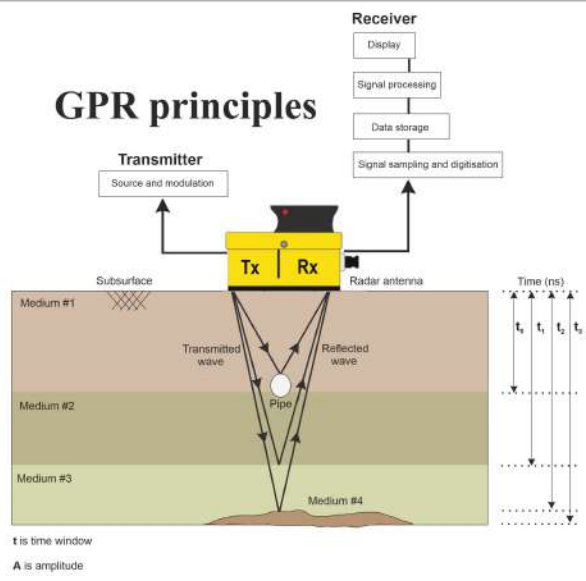 Receiver
Display
Signal processing
Data storage
Signal sampling and digitisation
GPR principles
Transmitter
Source and modulation
Tx
Rx
Subsurface
Radar antenna
Time (ns)
Medium #1
Transmitted
wave
Reflected
wave
Pipe
Medium #2
Medium #3
Medium #4
t₁
t₂
t is time window
A is amplitude